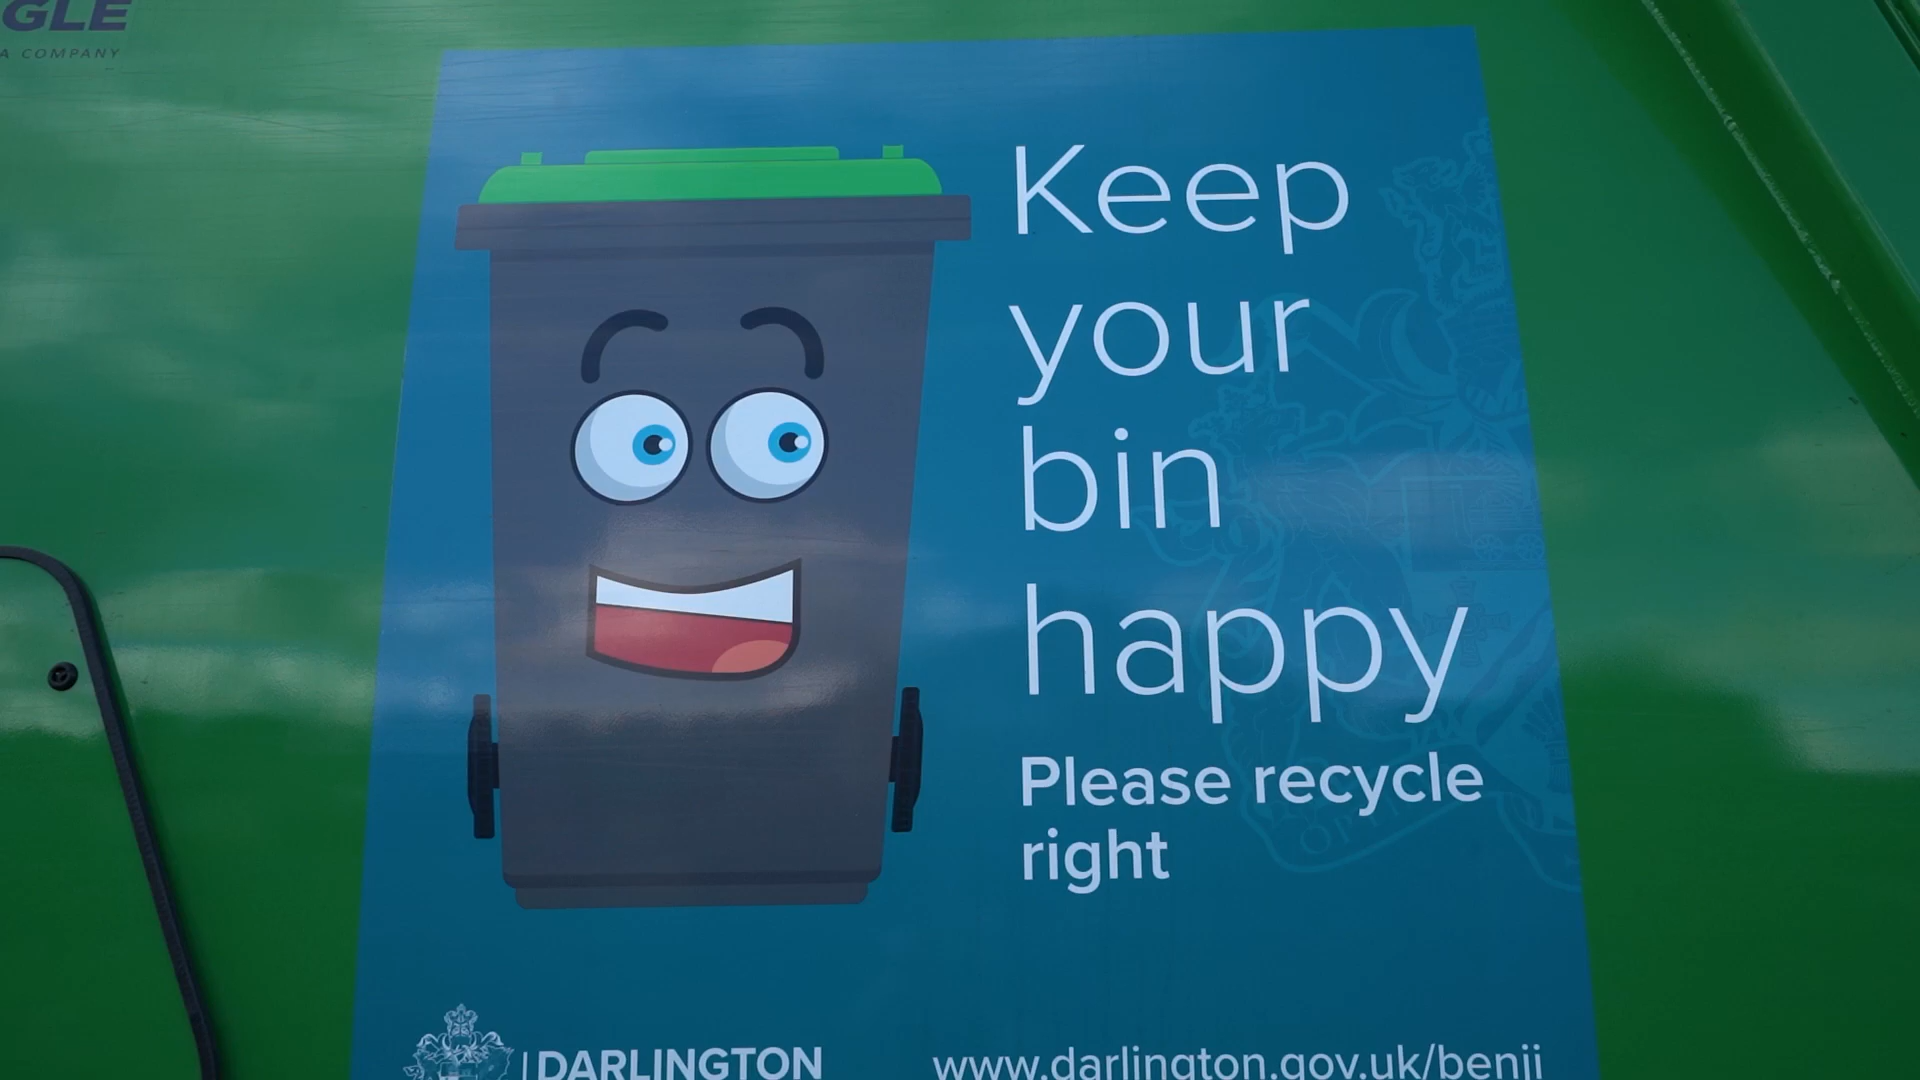 GLE
A COMPANY
Keep
your
bin
happy
Please recycle
right
DARLINGTON
www.darlington.gov.uk/benji